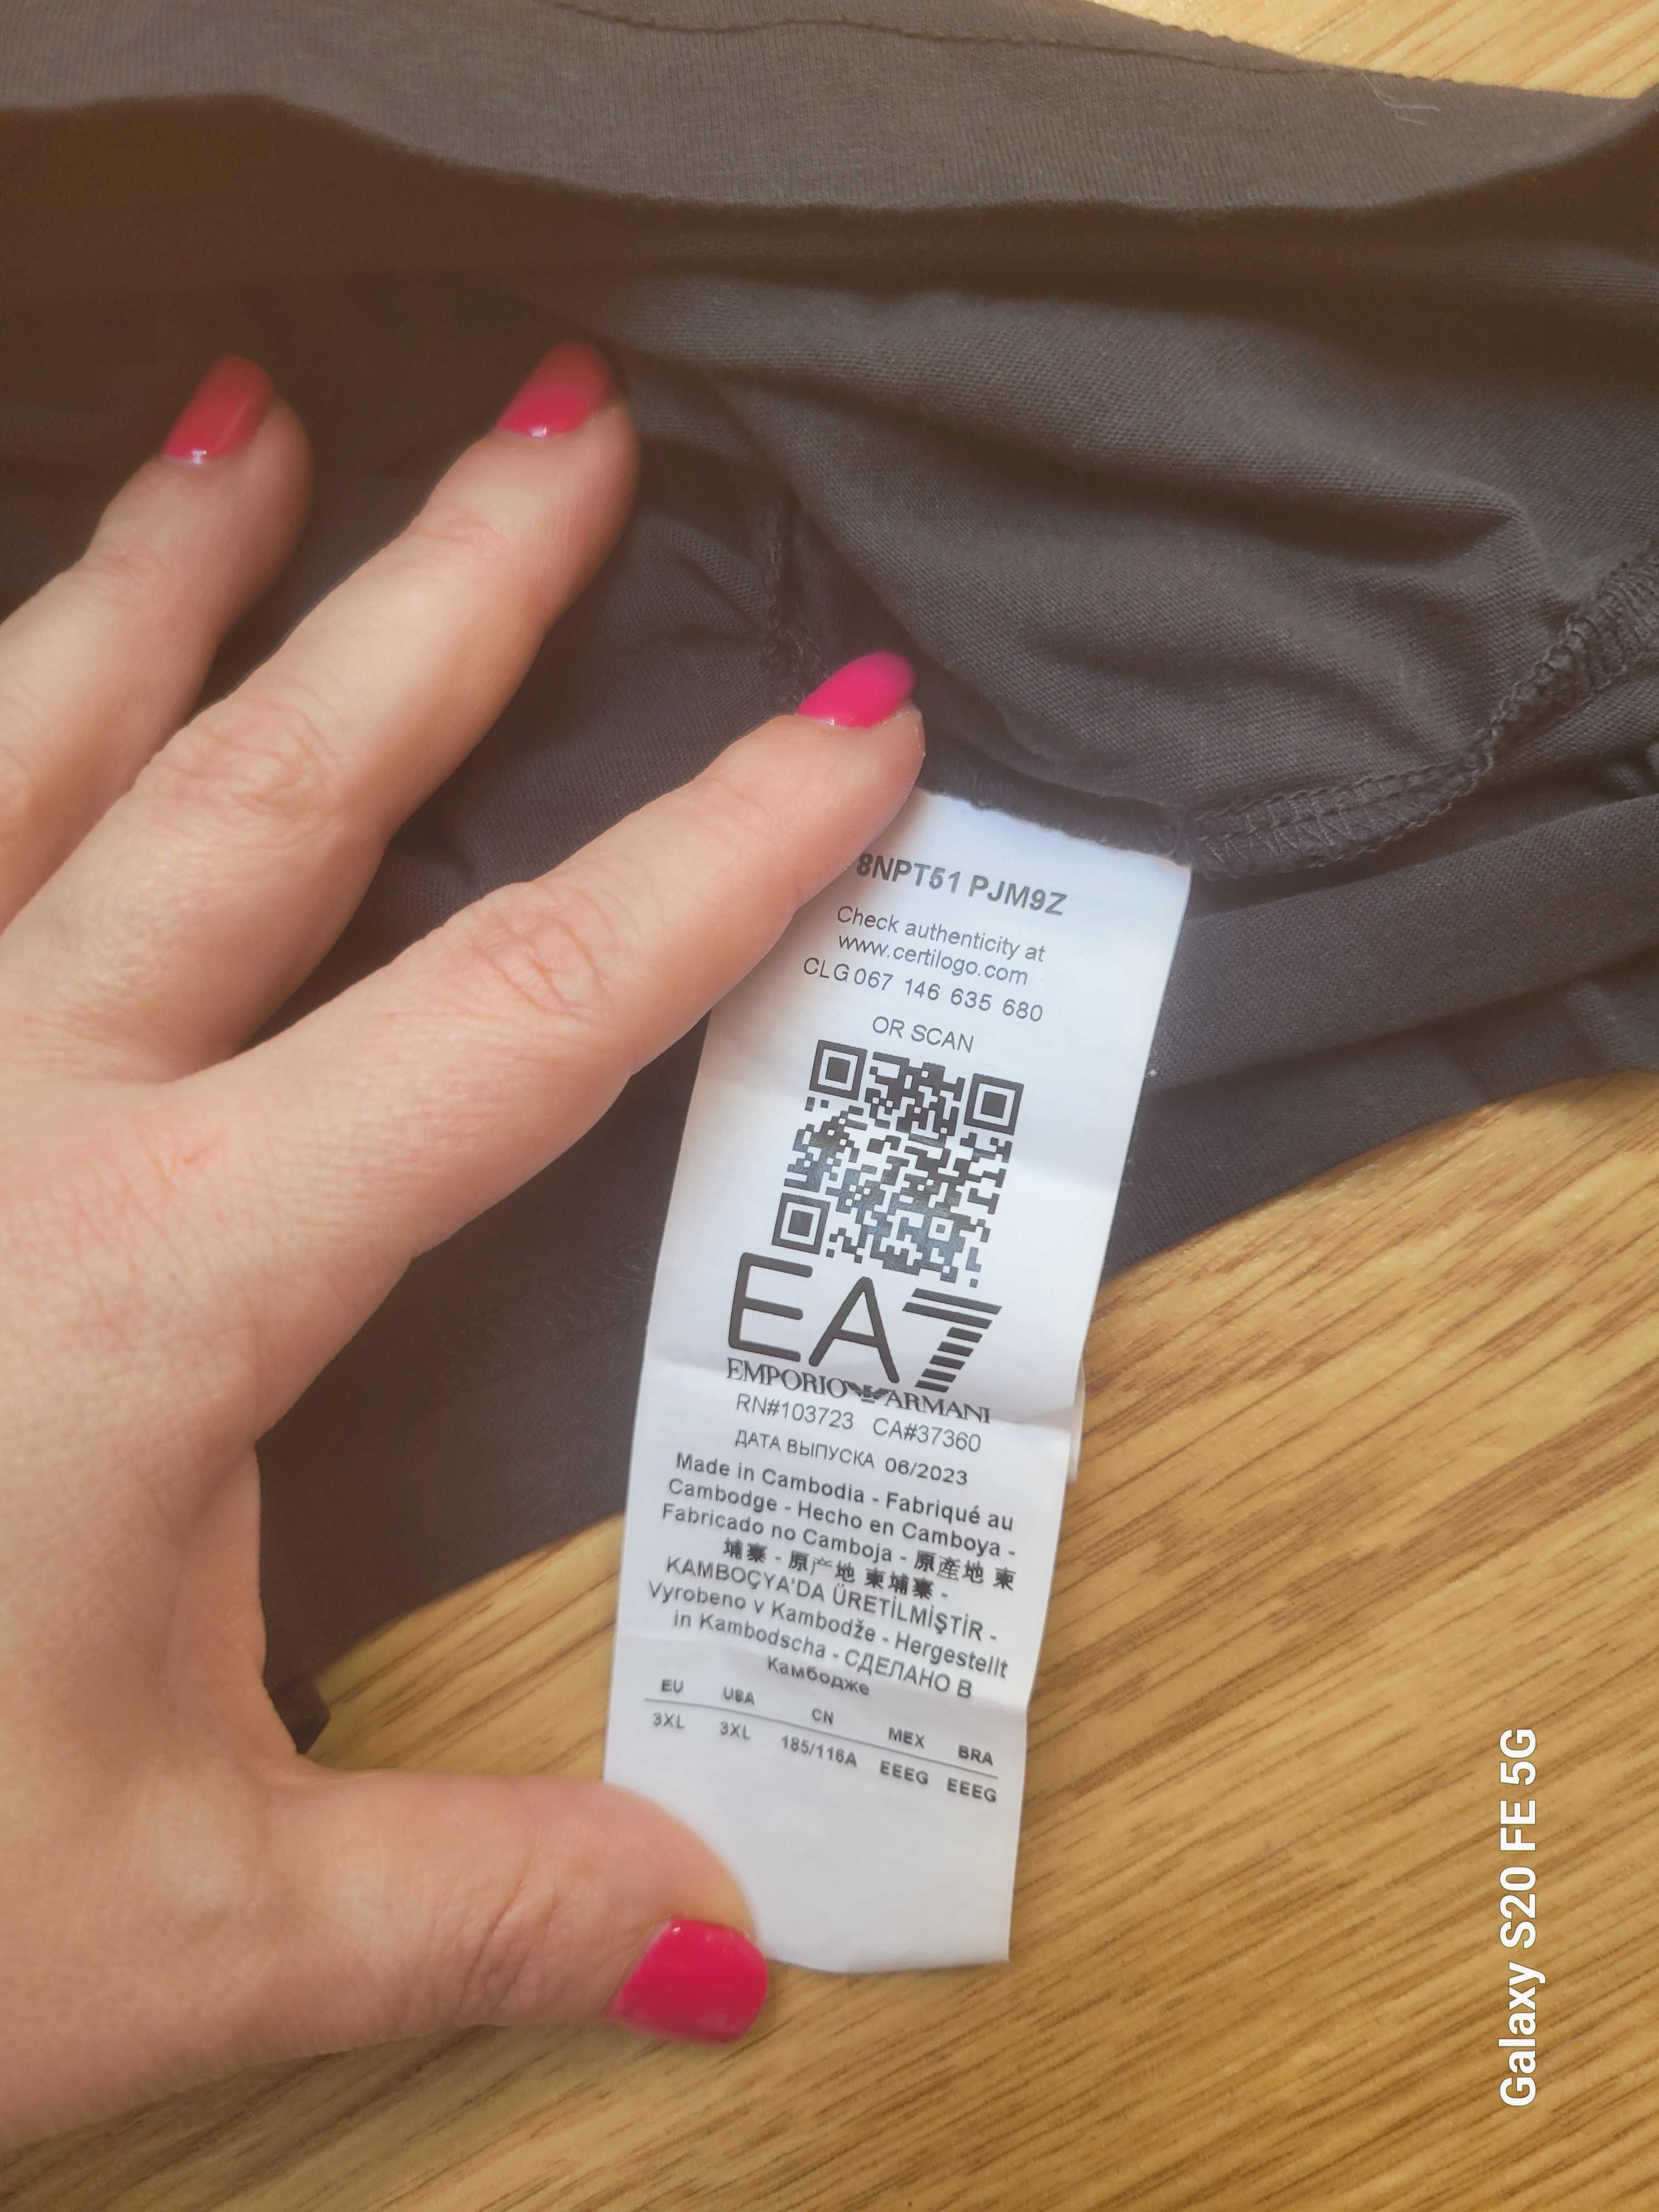 8NPT51 PJM9Z
Check authenticity at
www.certilogo.com
CLG 067 146 635 680
OR SCAN
EA7
EMPORIO ARMANI
RN#103723 CA#37360
ДАТА ВЫПУСКА 06/2023
Made in Cambodia - Fabriqué au
Cambodge - Hecho en Camboya -
Fabricado no Camboja - 原產地 柬
埔寨 - 原产地 柬埔寨 -
KAMBOÇYA'DA ÜRETİLMİŞTİR -
Vyrobeno v Kambodže - Hergestellt
in Kambodscha - СДЕЛАНО В
Камбодже
EU USA CN MEX BRA
3XL 3XL 185/116A EEEG EEEG
Galaxy S20 FE 5G